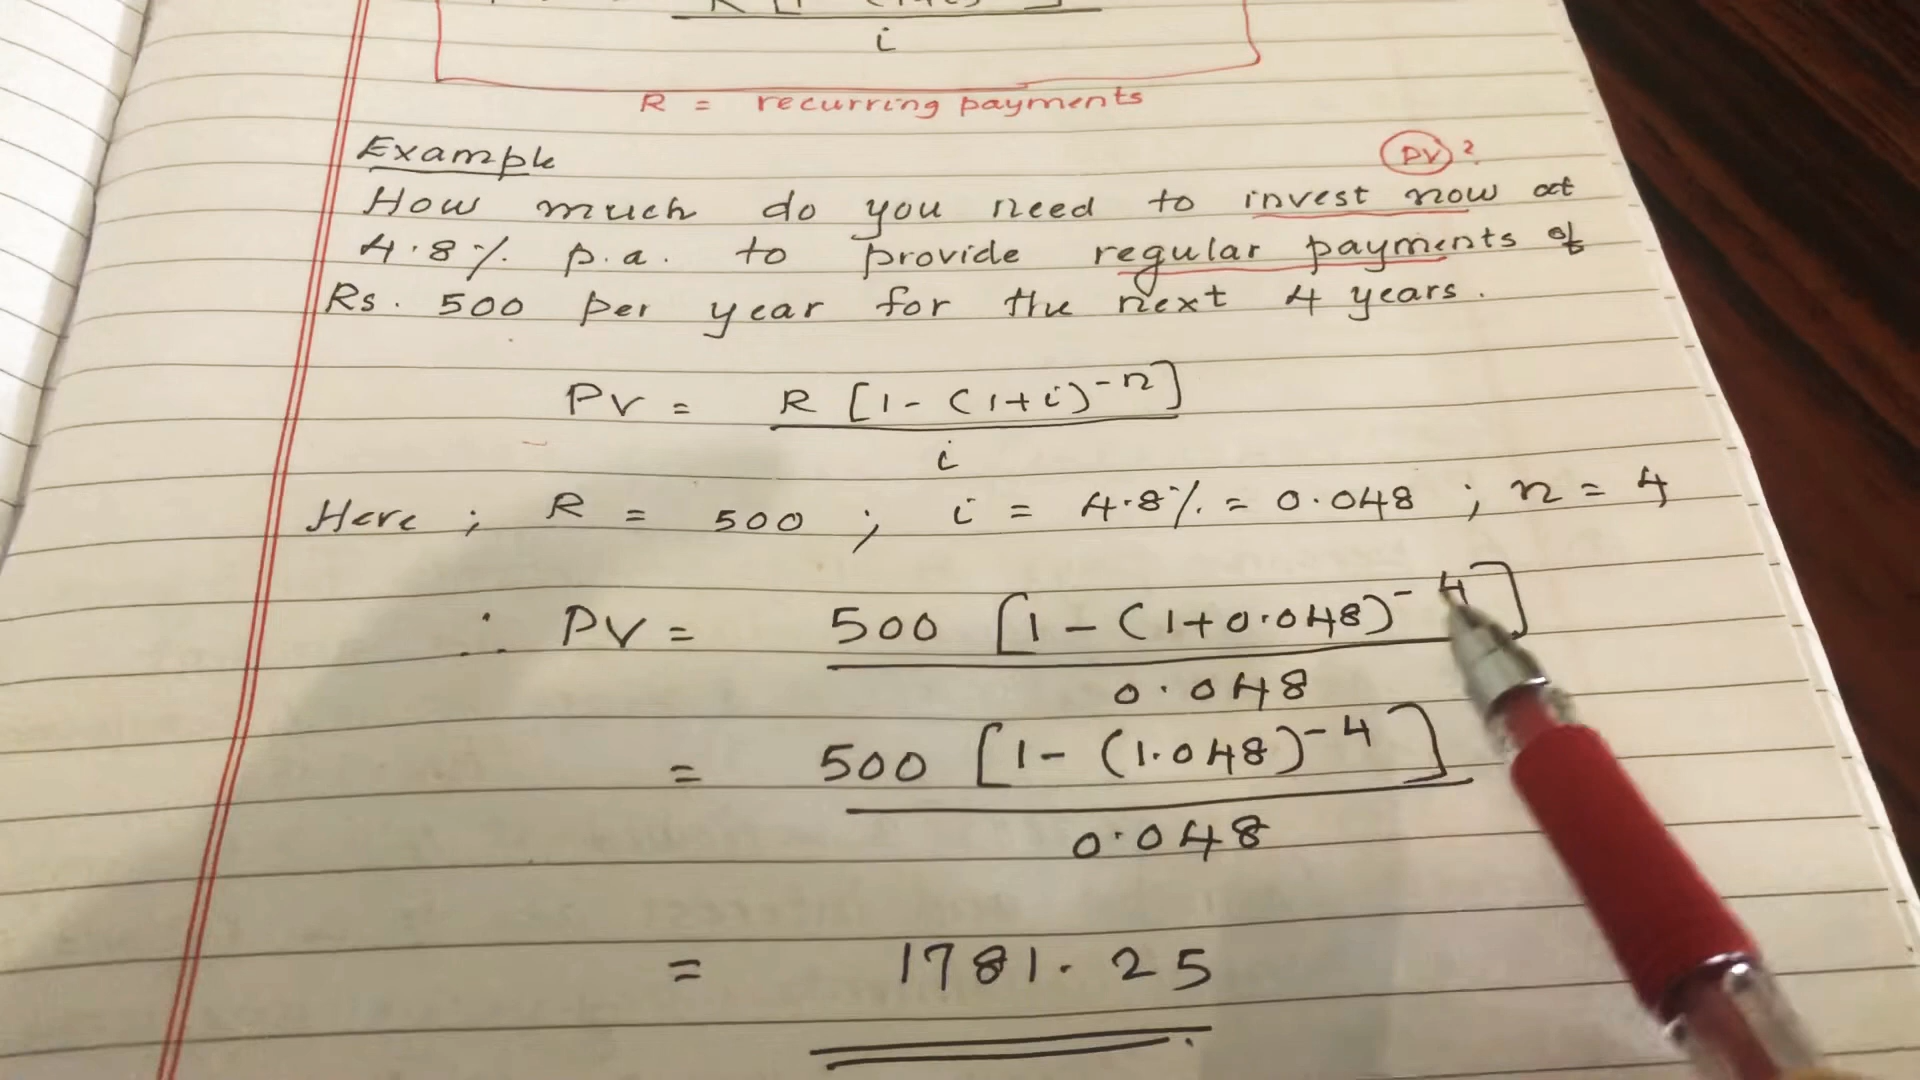 i
R = recurring payments
Example
PV ?
How much do you need to invest now at
4.8% p.a. to provide regular payments of
Rs. 500 per year for the next 4 years.
PV = R [1 - (1+i)^-n]
i
Here ; R = 500 ; i = 4.8% = 0.048 ; n = 4
∴ PV = 500 [1 - (1+0.048)^-4]
0.048
= 500 [1 - (1.048)^-4]
0.048
= 1781.25